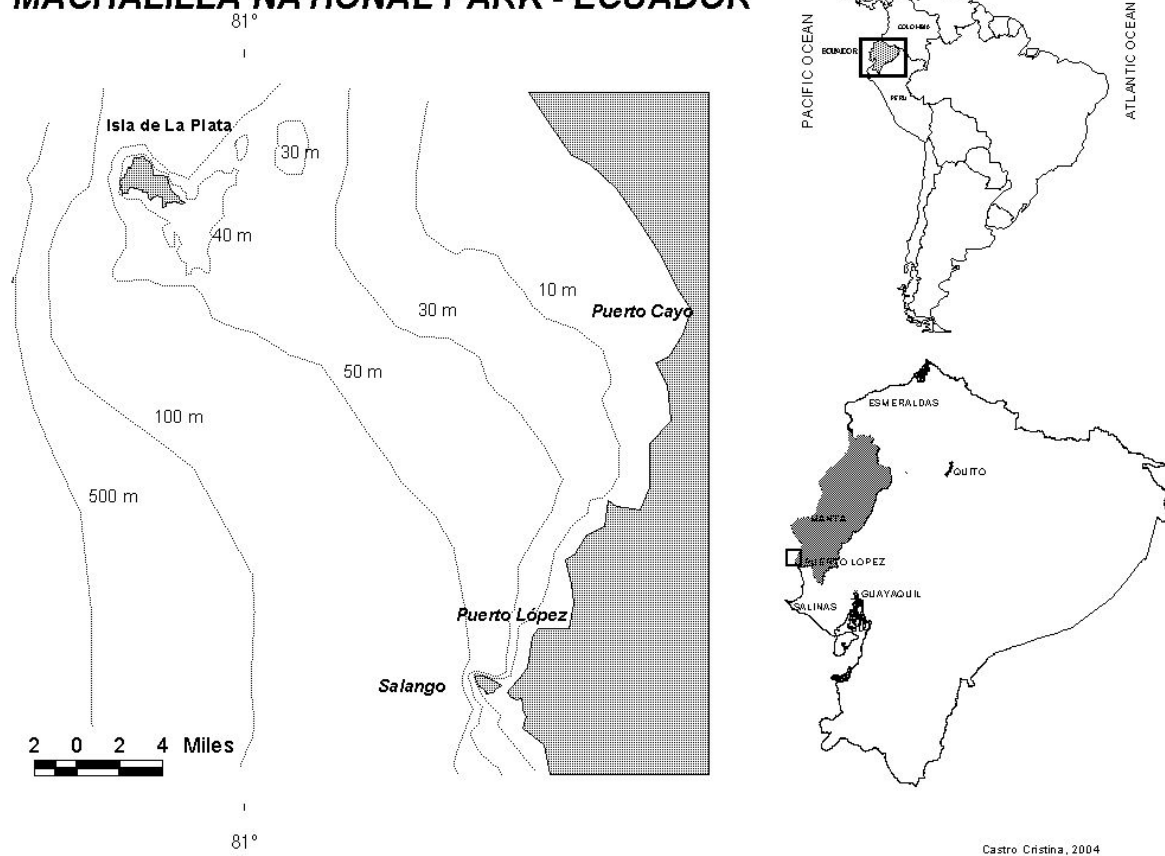 MACHALILLA NATIONAL PARK - ECUADOR
81°
Isla de La Plata
30 m
40 m
10 m
30 m
Puerto Cayo
50 m
100 m
500 m
Puerto López
Salango
2 0 2 4 Miles
81°
PACIFIC OCEAN
COLOMBIA
ECUADOR
PERU
ATLANTIC OCEAN
ESMERALDAS
QUITO
MANTA
PUERTO LOPEZ
SALINAS
GUAYAQUIL
Castro Cristina, 2004